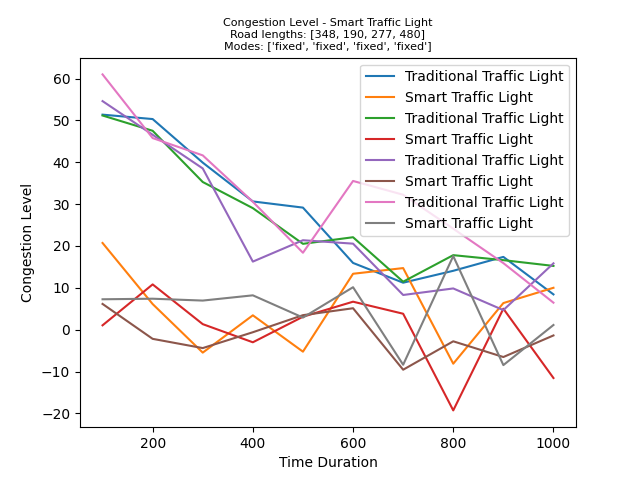 Congestion Level - Smart Traffic Light
Road lengths: [348, 190, 277, 480]
Modes: ['fixed', 'fixed', 'fixed', 'fixed']
Traditional Traffic Light
Smart Traffic Light
Traditional Traffic Light
Smart Traffic Light
Traditional Traffic Light
Smart Traffic Light
Traditional Traffic Light
Smart Traffic Light
Congestion Level
60
50
40
30
20
10
0
−10
−20
200 400 600 800 1000
Time Duration